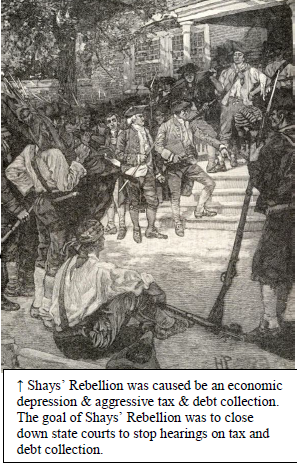 HP
↑ Shays’ Rebellion was caused be an economic
depression & aggressive tax & debt collection.
The goal of Shays’ Rebellion was to close
down state courts to stop hearings on tax and
debt collection.